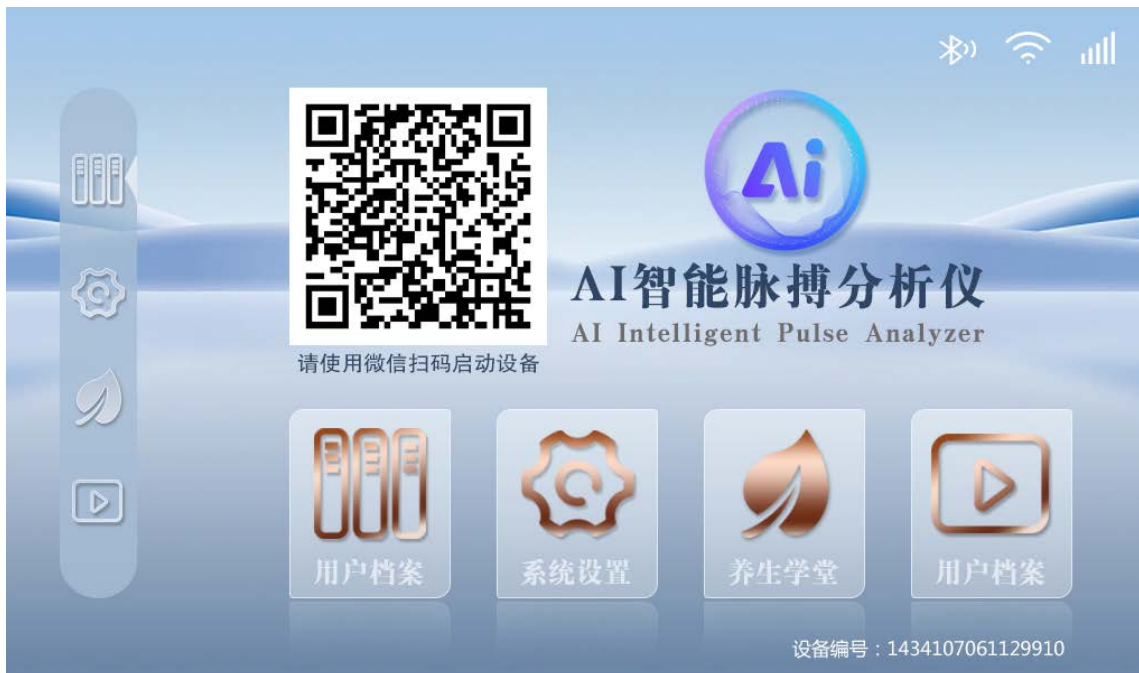 Ai
AI智能脉搏分析仪
AI Intelligent Pulse Analyzer
请使用微信扫码启动设备
用户档案
系统设置
养生学堂
用户档案
设备编号：1434107061129910